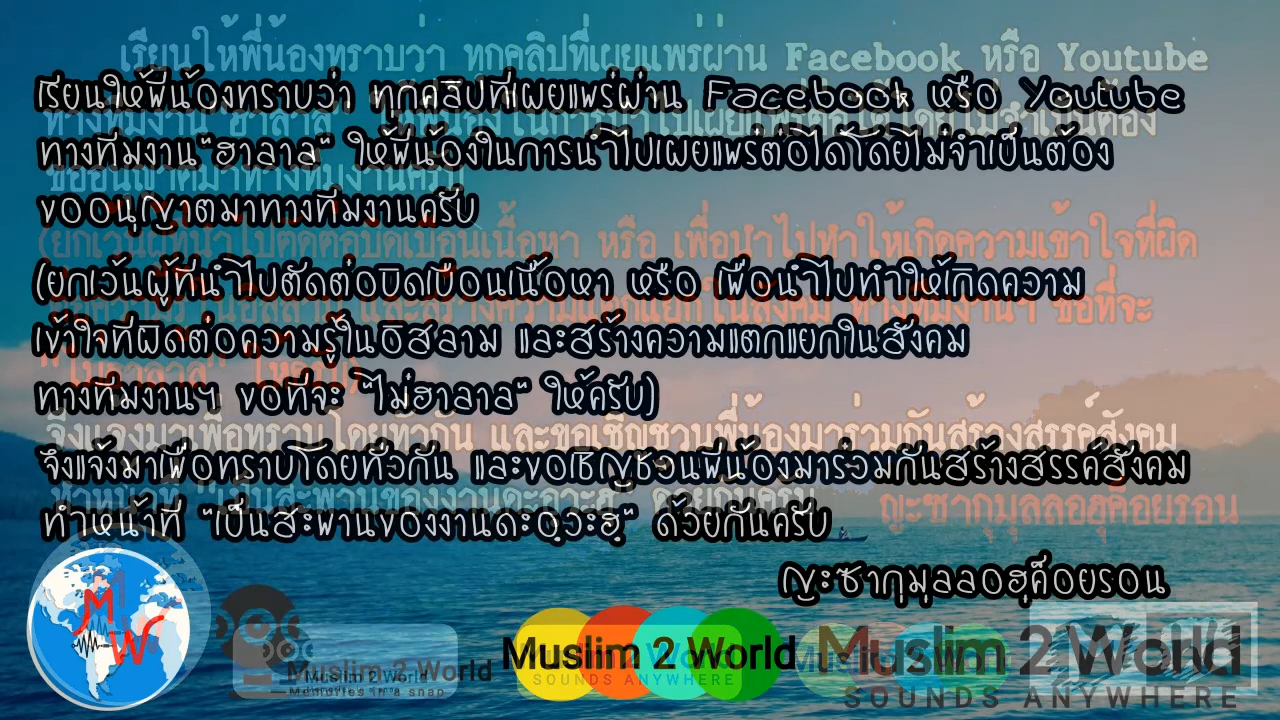 เรียนให้พี่น้องทราบว่า ทุกคลิปที่เผยแพร่ผ่าน Facebook หรือ Youtube
ทางทีมงาน"ฮาลาล" ให้พี่น้องในการนำไปเผยแพร่ต่อได้โดยไม่จำเป็นต้อง
ขออนุญาตมาทางทีมงานครับ
(ยกเว้นผู้ที่นำไปตัดต่อบิดเบือนเนื้อหา หรือ เพื่อนำไปทำให้เกิดความ
เข้าใจที่ผิดต่อความรู้ในอิสลาม และสร้างความแตกแยกในสังคม
ทางทีมงานฯ ขอที่จะ "ไม่ฮาลาล" ให้ครับ)
จึงแจ้งมาเพื่อทราบโดยทั่วกัน และขอเชิญชวนพี่น้องมาร่วมกันสร้างสรรค์สังคม
ทำหน้าที่ "เป็นสะพานของงานดะอฺวะฮฺ" ด้วยกันครับ
ญะซากุมุลลอฮุค็อยรอน
M W
Muslim 2 World
Memories in a snap
Muslim 2 World
SOUNDS ANYWHERE
Muslim 2 World
SOUNDS ANYWHERE